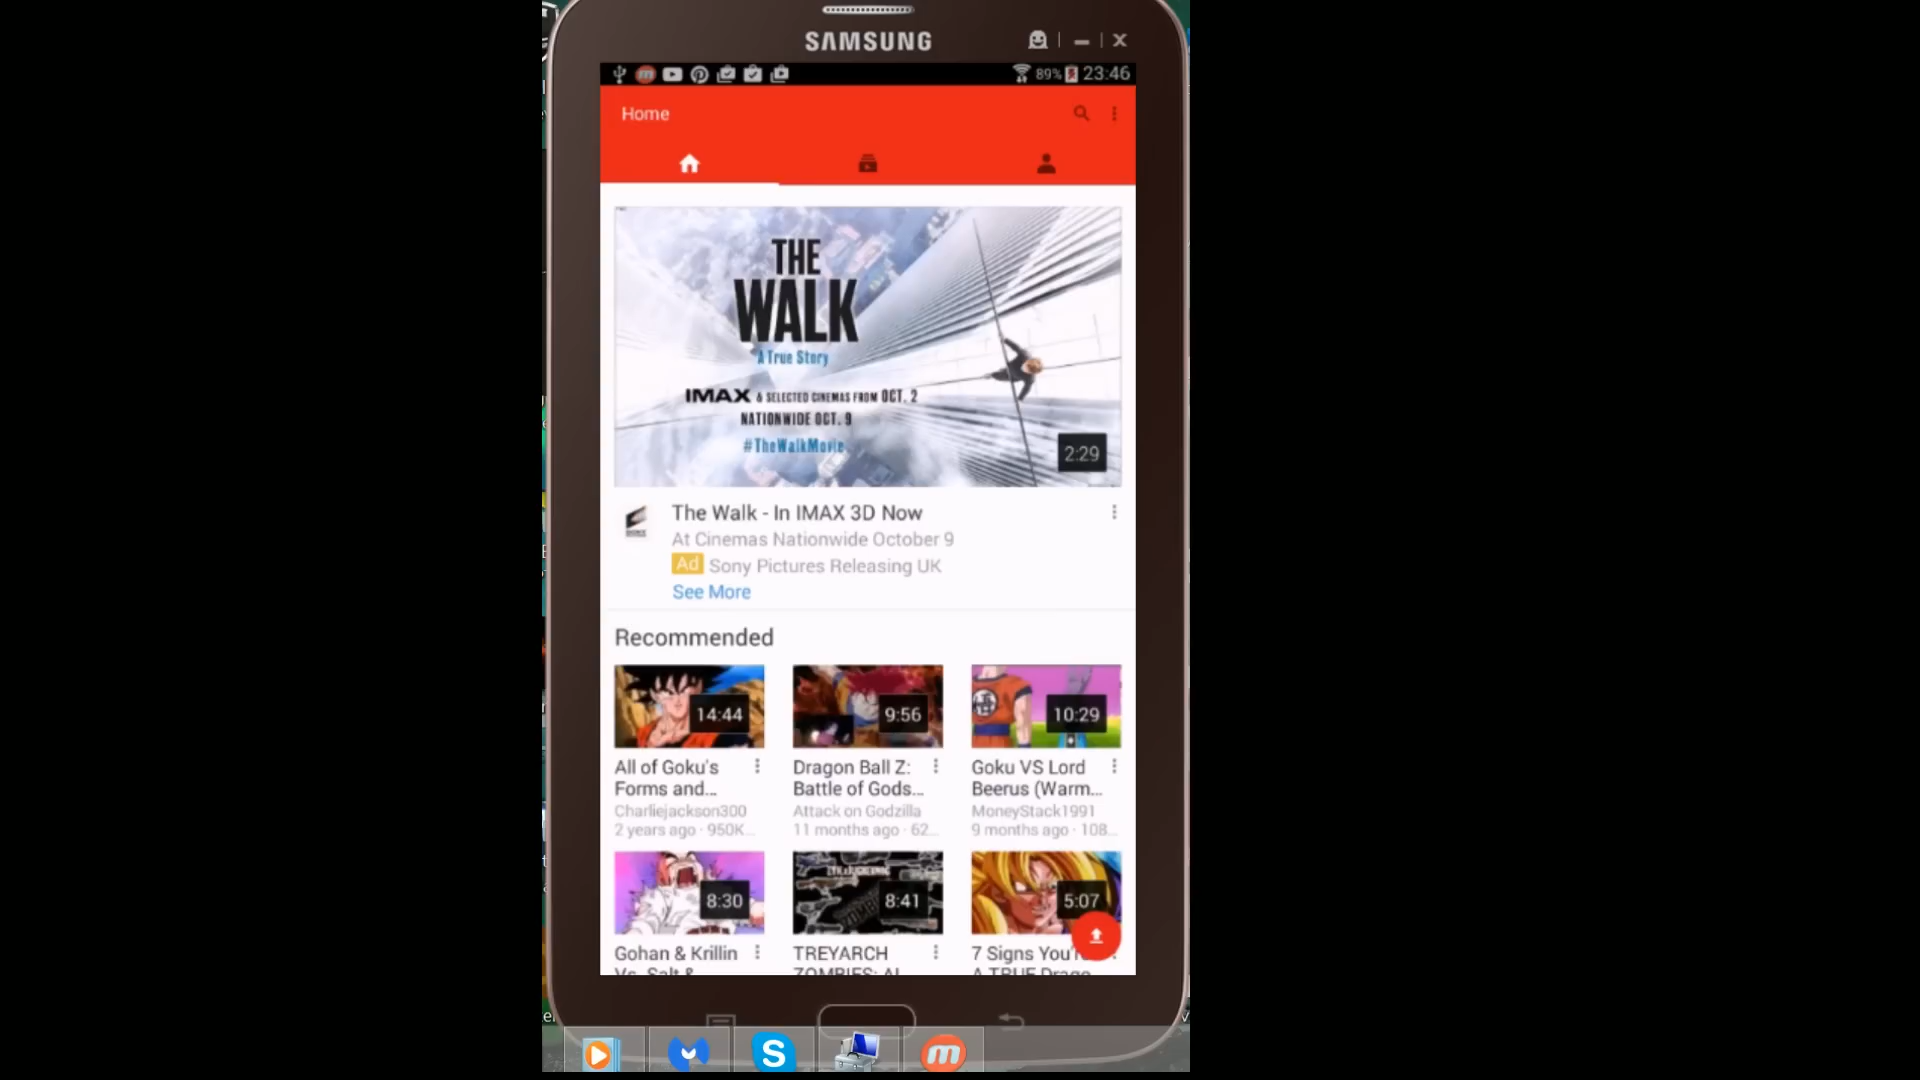 SAMSUNG
89% 23:46
Home
THE
WALK
A True Story
IMAX & SELECTED CINEMAS FROM OCT. 2
NATIONWIDE OCT. 9
#TheWalkMovie
2:29
The Walk - In IMAX 3D Now
At Cinemas Nationwide October 9
Ad Sony Pictures Releasing UK
See More
Recommended
14:44
9:56
10:29
All of Goku's
Forms and...
Charliejackson300
2 years ago · 950K...
Dragon Ball Z:
Battle of Gods...
Attack on Godzilla
11 months ago · 62...
Goku VS Lord
Beerus (Warm...
MoneyStack1991
9 months ago · 108...
8:30
8:41
5:07
Gohan & Krillin
Vs. Salt &
TREYARCH
ZOMBIES:
7 Signs
A TRUE